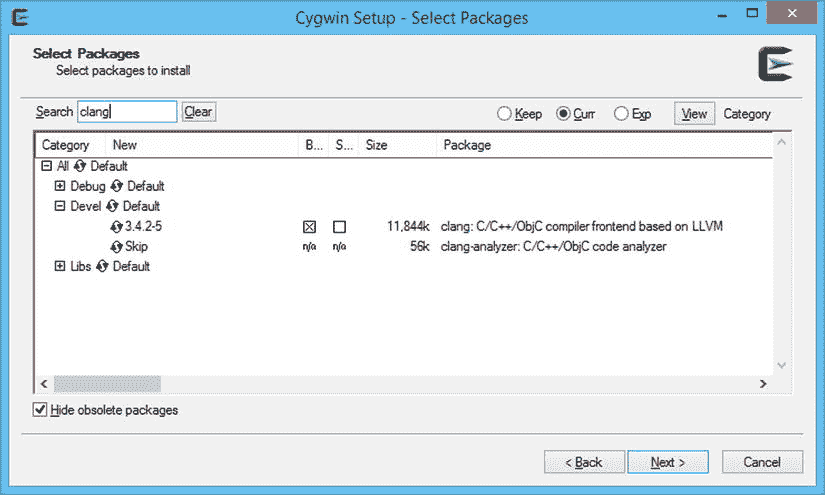 Cygwin Setup - Select Packages
Select Packages
Select packages to install
Search clang Clear Keep Curr Exp View Category
Category New B... S... Size Package
All Default
Debug Default
Devel Default
3.4.2-5 11,844k clang: C/C++/ObjC compiler frontend based on LLVM
Skip n/a n/a 56k clang-analyzer: C/C++/ObjC code analyzer
Libs Default
Hide obsolete packages
< Back Next > Cancel